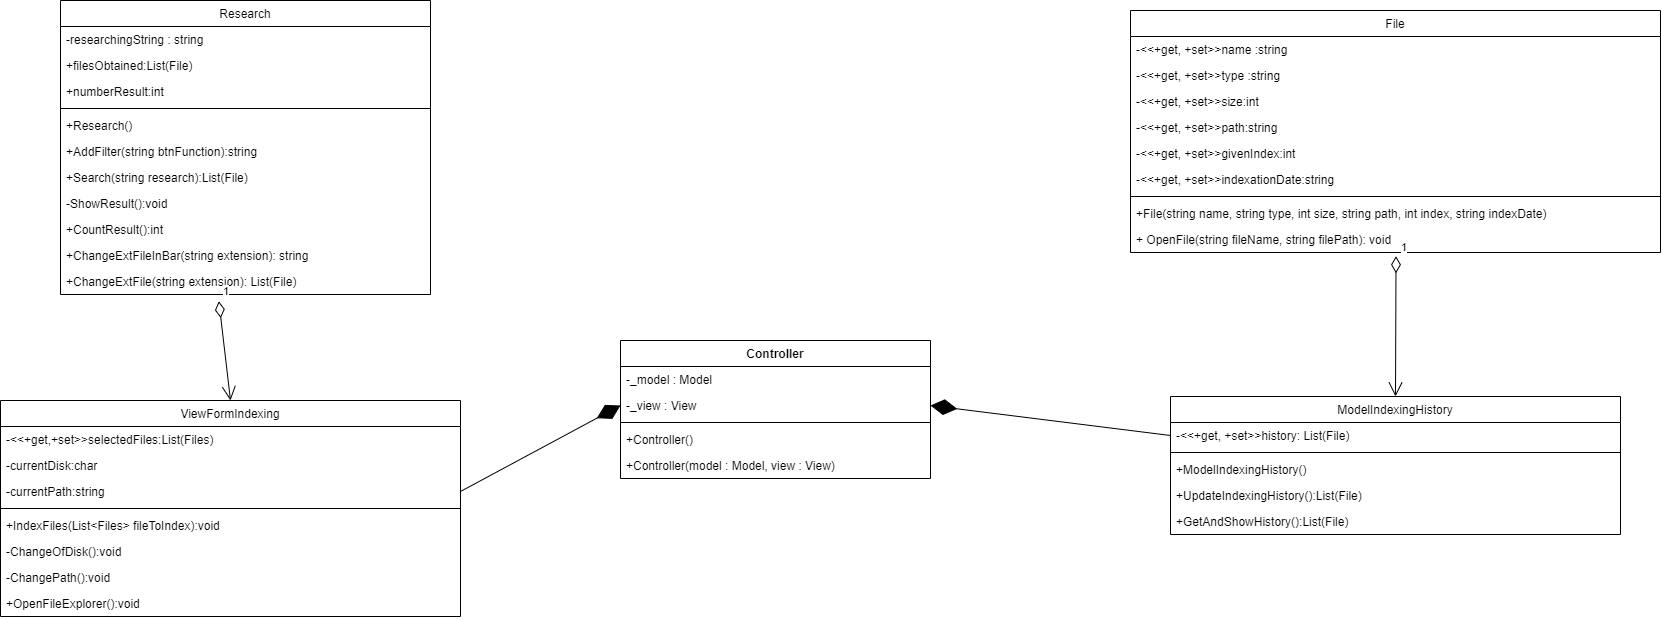 Research
-researchingString : string
+filesObtained:List(File)
+numberResult:int
+Research()
+AddFilter(string btnFunction):string
+Search(string research):List(File)
-ShowResult():void
+CountResult():int
+ChangeExtFileInBar(string extension): string
+ChangeExtFile(string extension): List(File)
1
File
-<<+get, +set>>name :string
-<<+get, +set>>type :string
-<<+get, +set>>size:int
-<<+get, +set>>path:string
-<<+get, +set>>givenIndex:int
-<<+get, +set>>indexationDate:string
+File(string name, string type, int size, string path, int index, string indexDate)
+ OpenFile(string fileName, string filePath): void
1
Controller
-_model : Model
-_view : View
+Controller()
+Controller(model : Model, view : View)
ViewFormIndexing
-<<+get,+set>>selectedFiles:List(Files)
-currentDisk:char
-currentPath:string
+IndexFiles(List<Files> fileToIndex):void
-ChangeOfDisk():void
-ChangePath():void
+OpenFileExplorer():void
ModelIndexingHistory
-<<+get, +set>>history: List(File)
+ModelIndexingHistory()
+UpdateIndexingHistory():List(File)
+GetAndShowHistory():List(File)